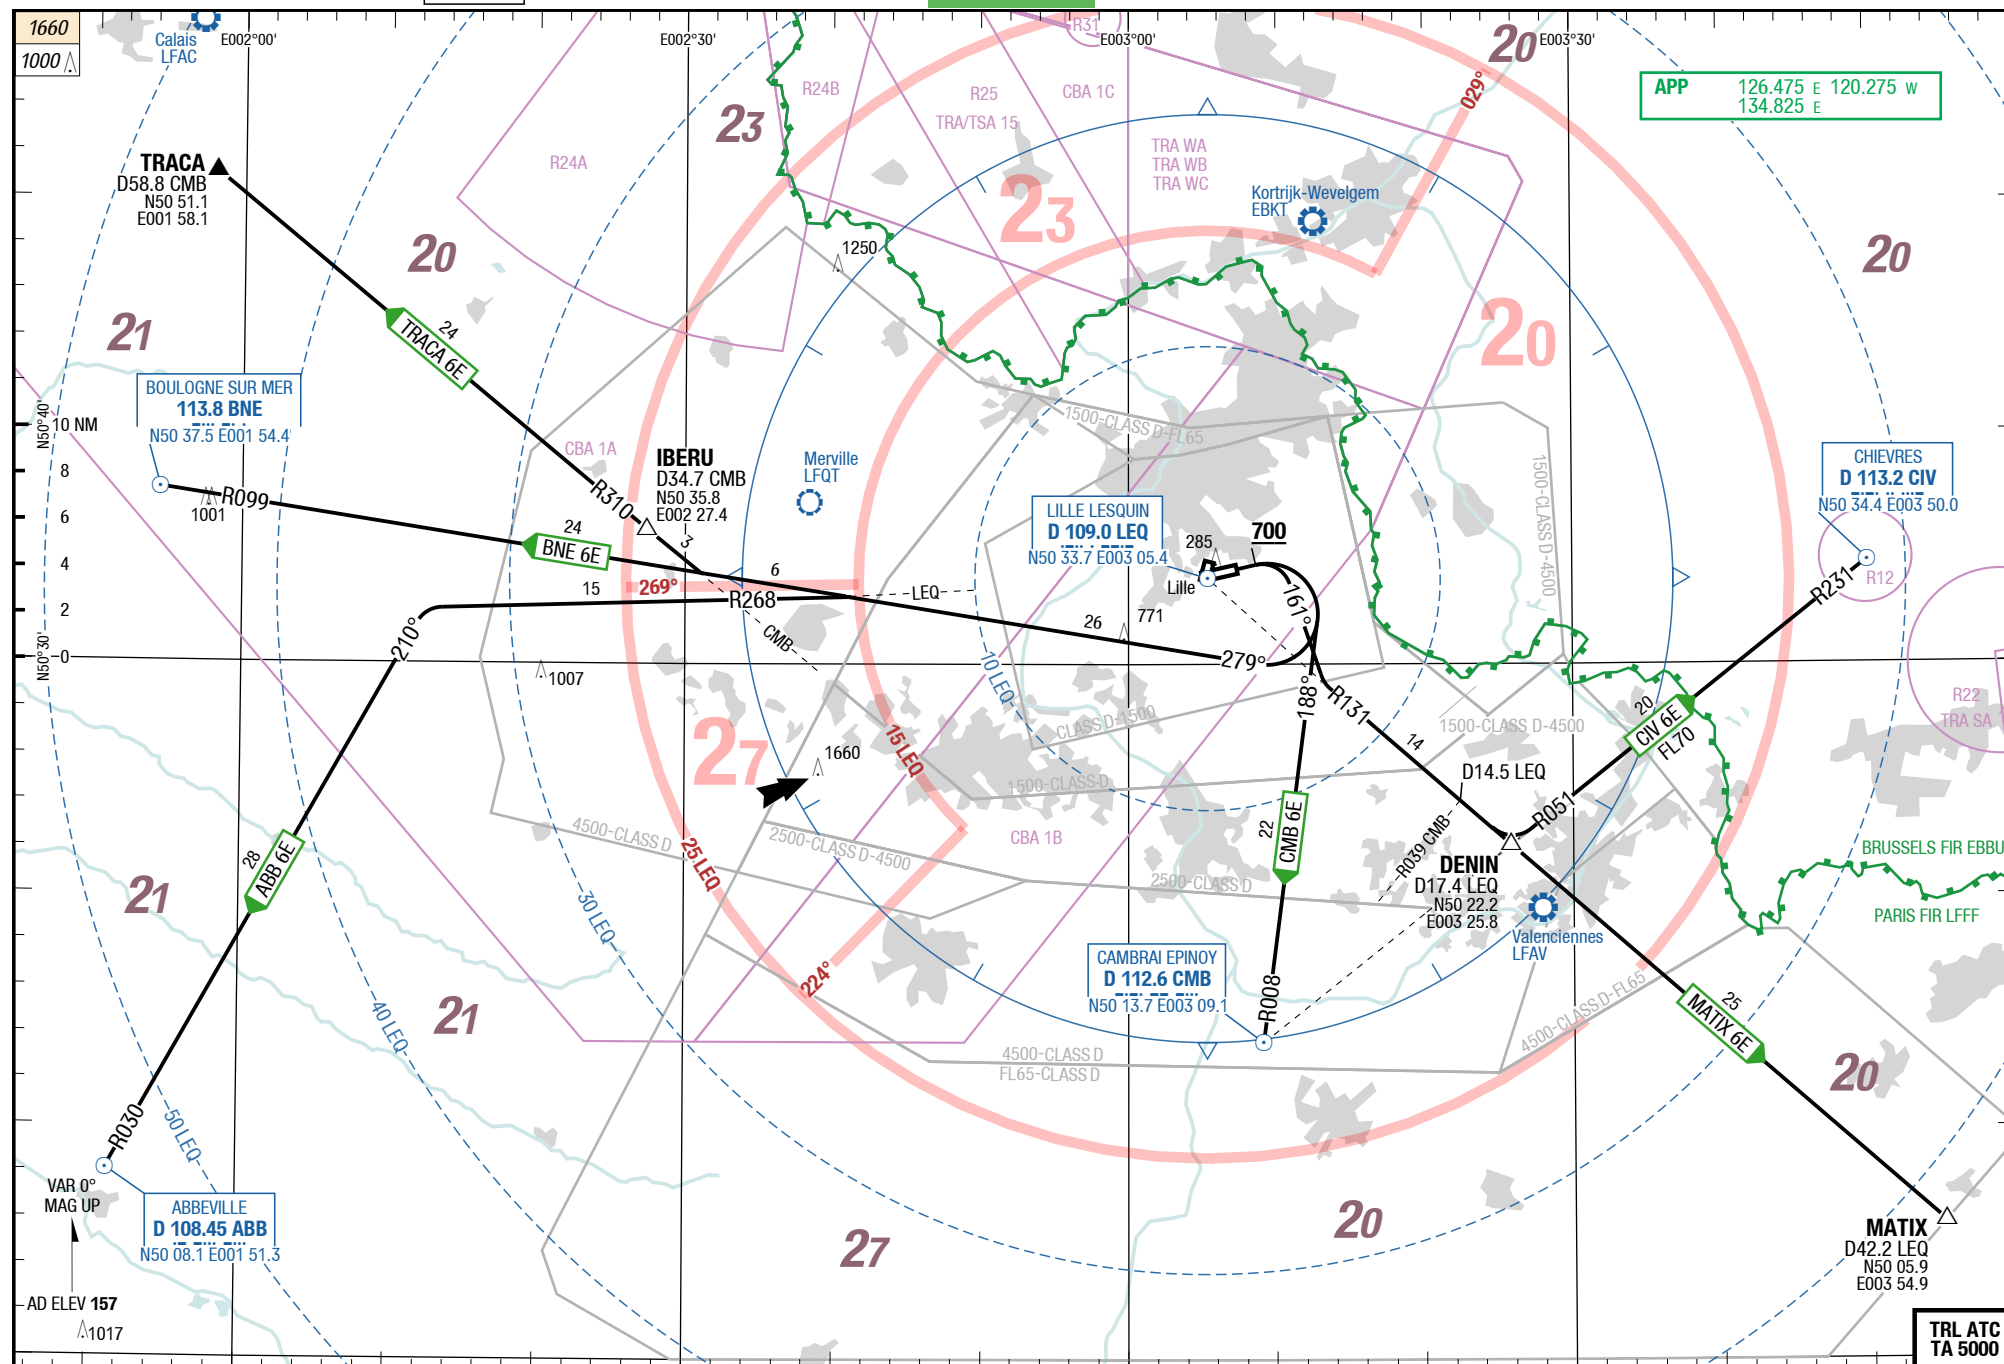 1660
1000
Calais
LFAC
E002°00'
E002°30'
E003°00'
E003°30'
R31
20
029°
APP 126.475 E 120.275 W
134.825 E
23
R24B
R25
TRA/TSA 15
CBA 1C
R24A
TRA WA
TRA WB
TRA WC
TRACA
D58.8 CMB
N50 51.1
E001 58.1
23
Kortrijk-Wevelgem
EBKT
20
1250
20
21
24
TRACA 6E
20
BOULOGNE SUR MER
113.8 BNE
N50 37.5 E001 54.4'
N50°40'
10 NM
8
6
4
2
0
N50°30'
1500-CLASS D-FL65
CBA 1A
IBERU
D34.7 CMB
N50 35.8
E002 27.4
Merville
LFQT
1500-CLASS D-4500
CHIEVRES
D 113.2 CIV
N50 34.4 E003 50.0
R12
R099
1001
R310
3
LILLE LESQUIN
D 109.0 LEQ
N50 33.7 E003 05.4
285
700
Lille
24
BNE 6E
6
15
269°
R268
LEQ
161°
R231
CMB
26
771
210°
279°
1007
10 LEQ
188°
R131
R22
TRA SA
20
CIV 6E
FL70
CLASS D-1500
1500-CLASS D-4500
14
27
15 LEQ
1660
1500-CLASS D
D14.5 LEQ
R051
22
CMB 6E
R039 CMB
4500-CLASS D
2500-CLASS D-4500
CBA 1B
2500-CLASS D
DENIN
D17.4 LEQ
N50 22.2
E003 25.8
BRUSSELS FIR EBBU
PARIS FIR LFFF
28
ABB 6E
21
25 LEQ
30 LEQ
Valenciennes
LFAV
224°
CAMBRAI EPINOY
D 112.6 CMB
N50 13.7 E003 09.1
R008
21
40 LEQ
4500-CLASS D-FL65
25
MATIX 6E
4500-CLASS D
FL65-CLASS D
20
R030
50 LEQ
VAR 0°
MAG UP
ABBEVILLE
D 108.45 ABB
N50 08.1 E001 51.3
27
20
MATIX
D42.2 LEQ
N50 05.9
E003 54.9
AD ELEV 157
1017
TRL ATC
TA 5000